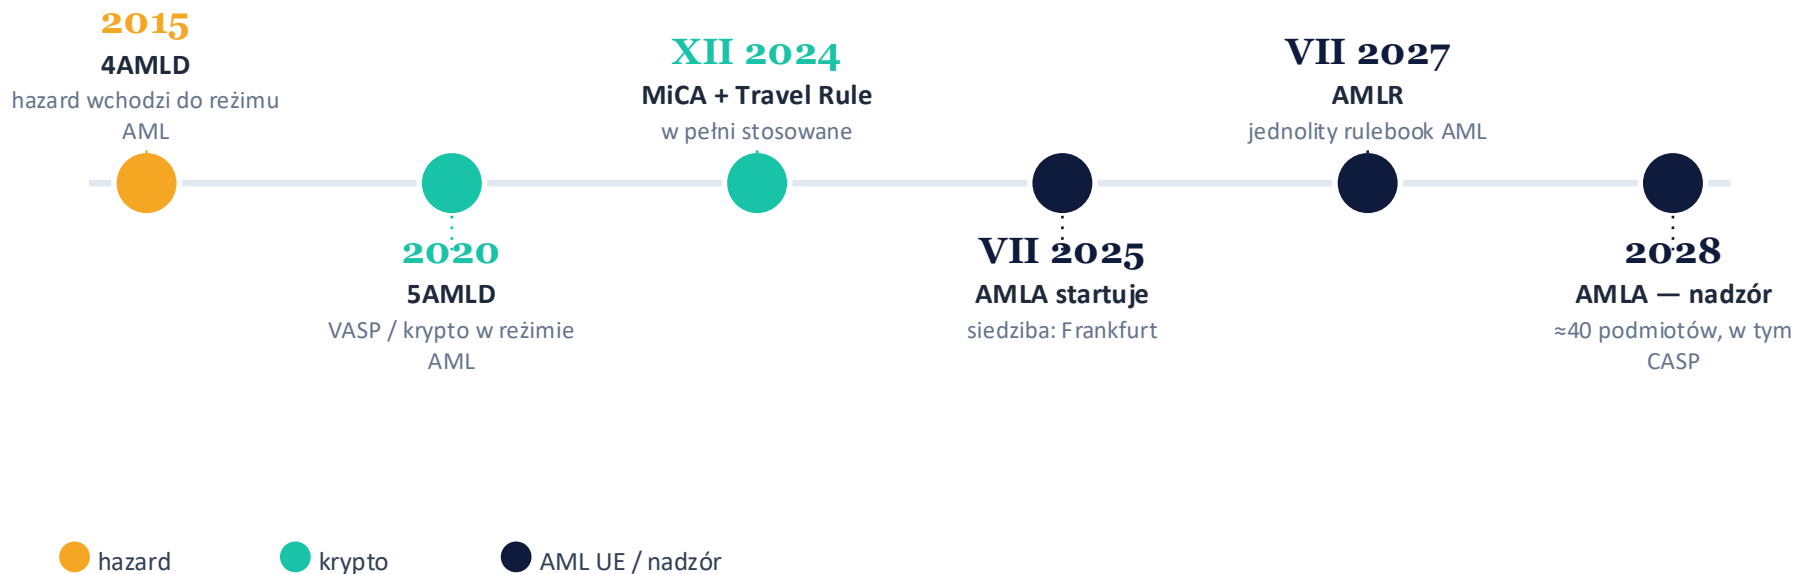 2015
4AMLD
hazard wchodzi do reżimu
AML
2020
5AMLD
VASP / krypto w reżimie
AML
XII 2024
MiCA + Travel Rule
w pełni stosowane
VII 2025
AMLA startuje
siedziba: Frankfurt
VII 2027
AMLR
jednolity rulebook AML
2028
AMLA — nadzór
≈40 podmiotów, w tym
CASP
hazard
krypto
AML UE / nadzór